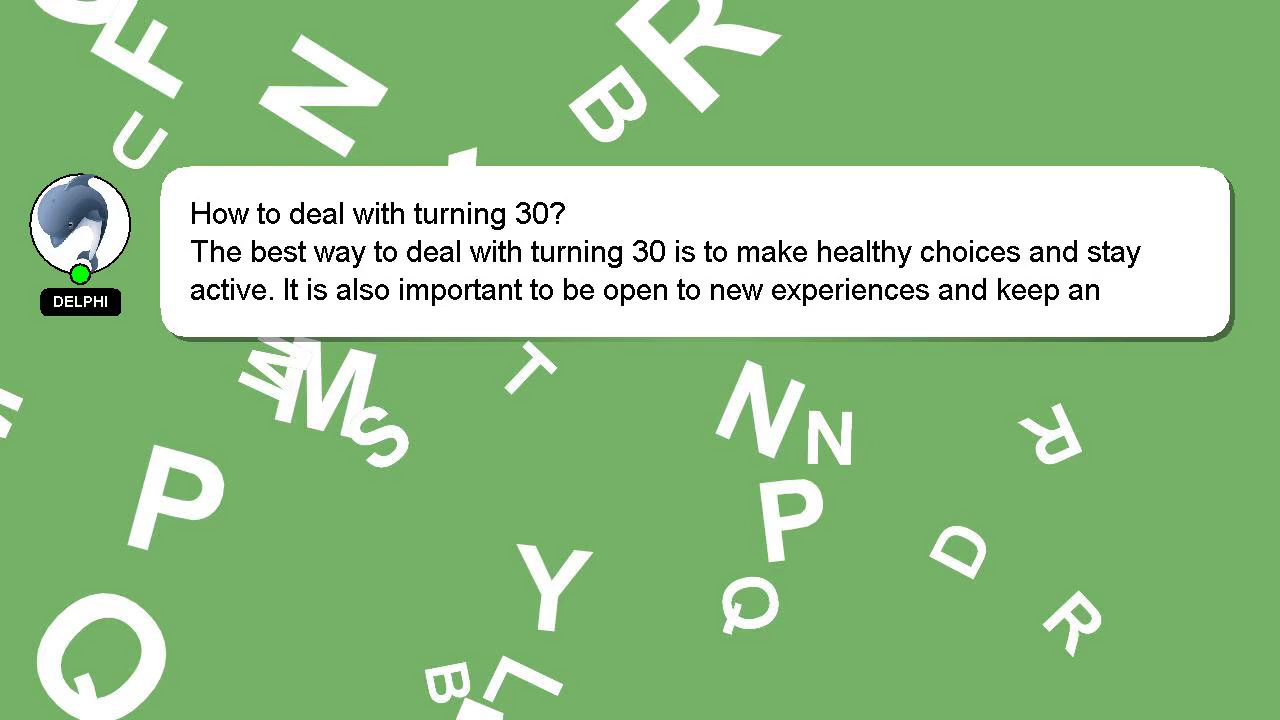 F
U
N
B
R
How to deal with turning 30?
The best way to deal with turning 30 is to make healthy choices and stay
active. It is also important to be open to new experiences and keep an
DELPHI
M
M
S
T
N
N
R
P
P
D
Y
Q
R
Q
B
L